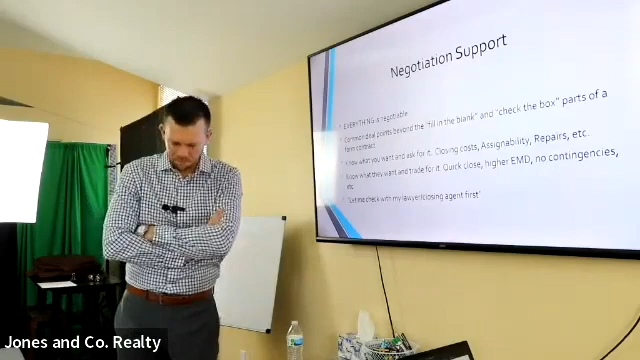 Negotiation Support
EVERYTHING is negotiable
Common deal points beyond the "fill in the blank" and "check the box" parts of a
form contract
Know what you want and ask for it. Closing costs, Assignability, Repairs, etc.
Know what they want and trade for it. Quick close, higher EMD, no contingencies,
etc
"Let me check with my lawyer/closing agent first"
Jones and Co. Realty